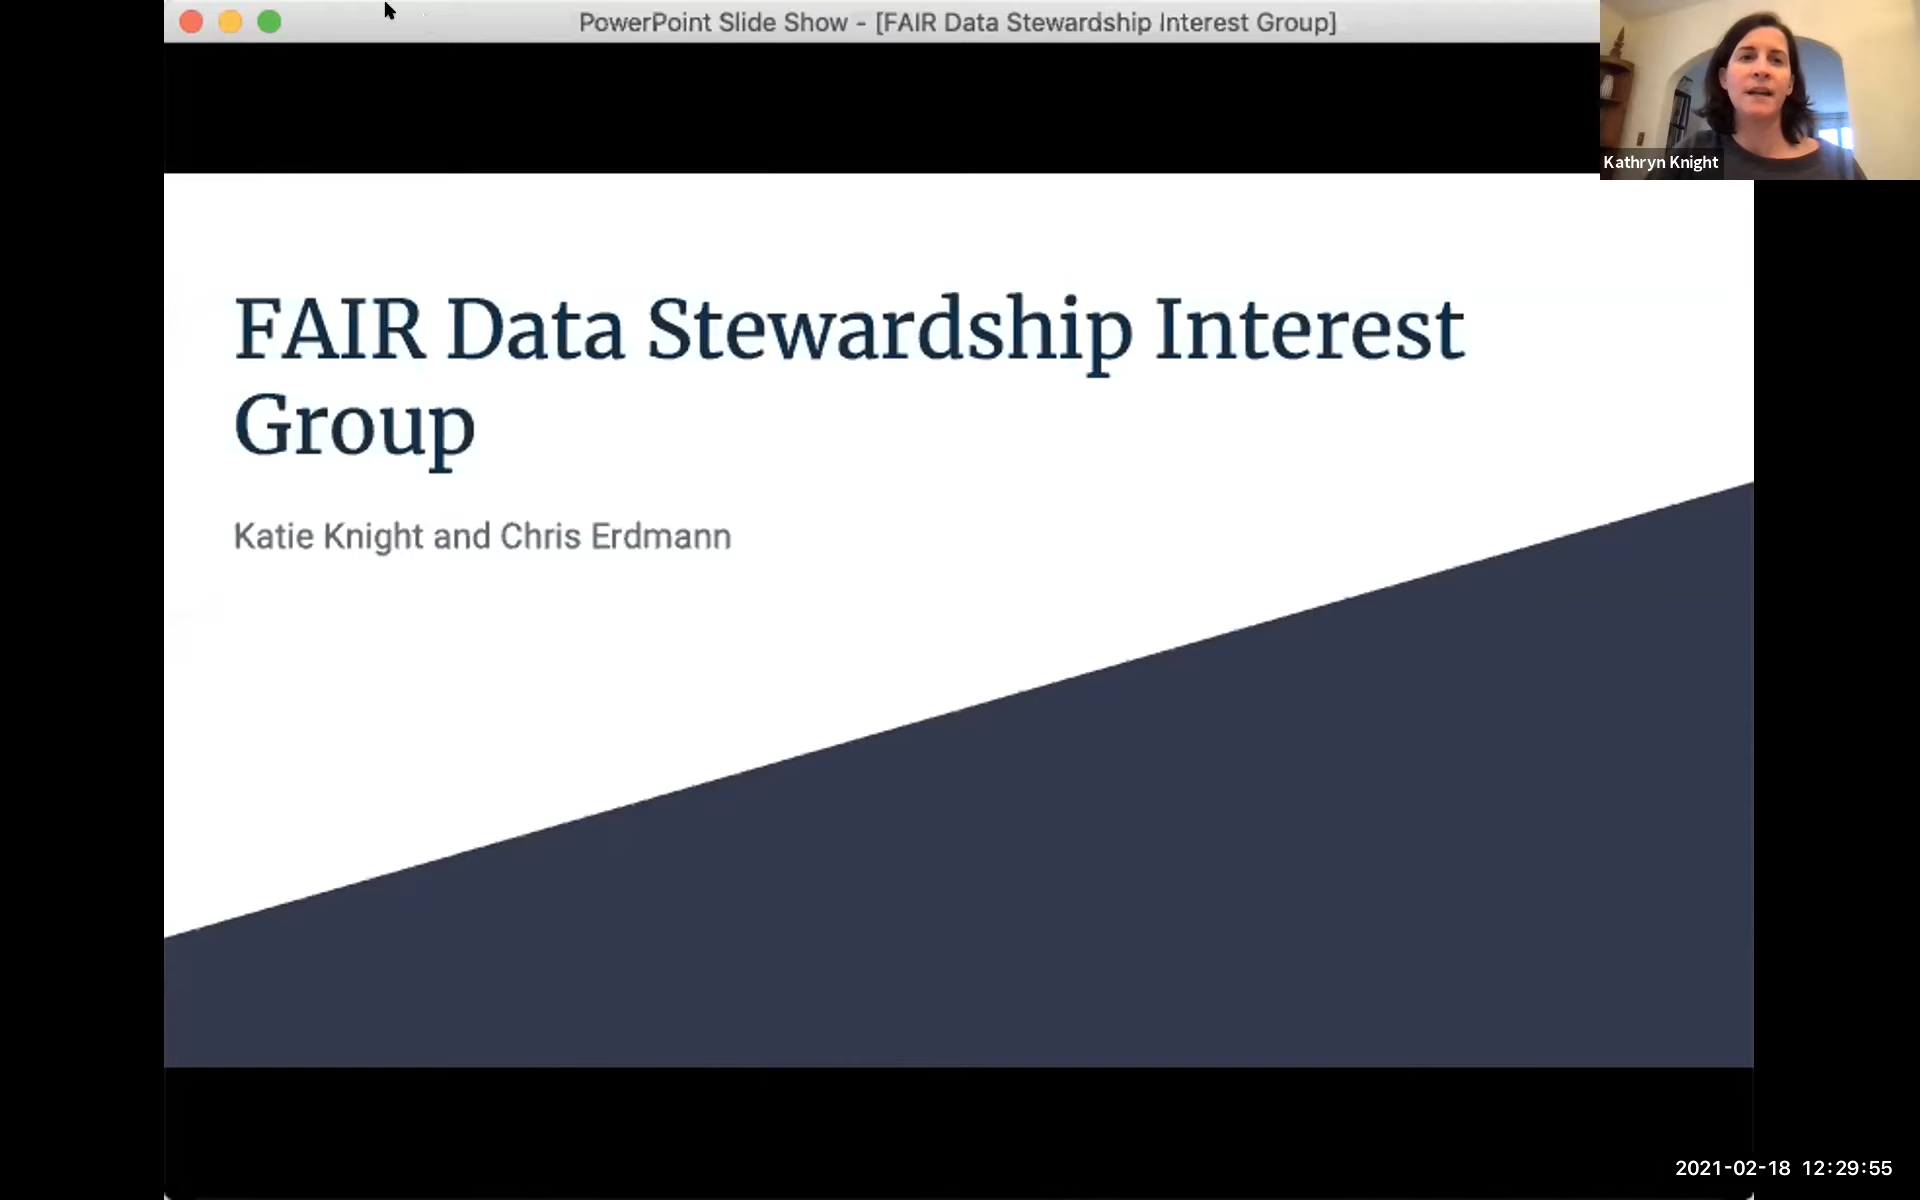 PowerPoint Slide Show - [FAIR Data Stewardship Interest Group]
Kathryn Knight
FAIR Data Stewardship Interest
Group
Katie Knight and Chris Erdmann
2021-02-18 12:29:55